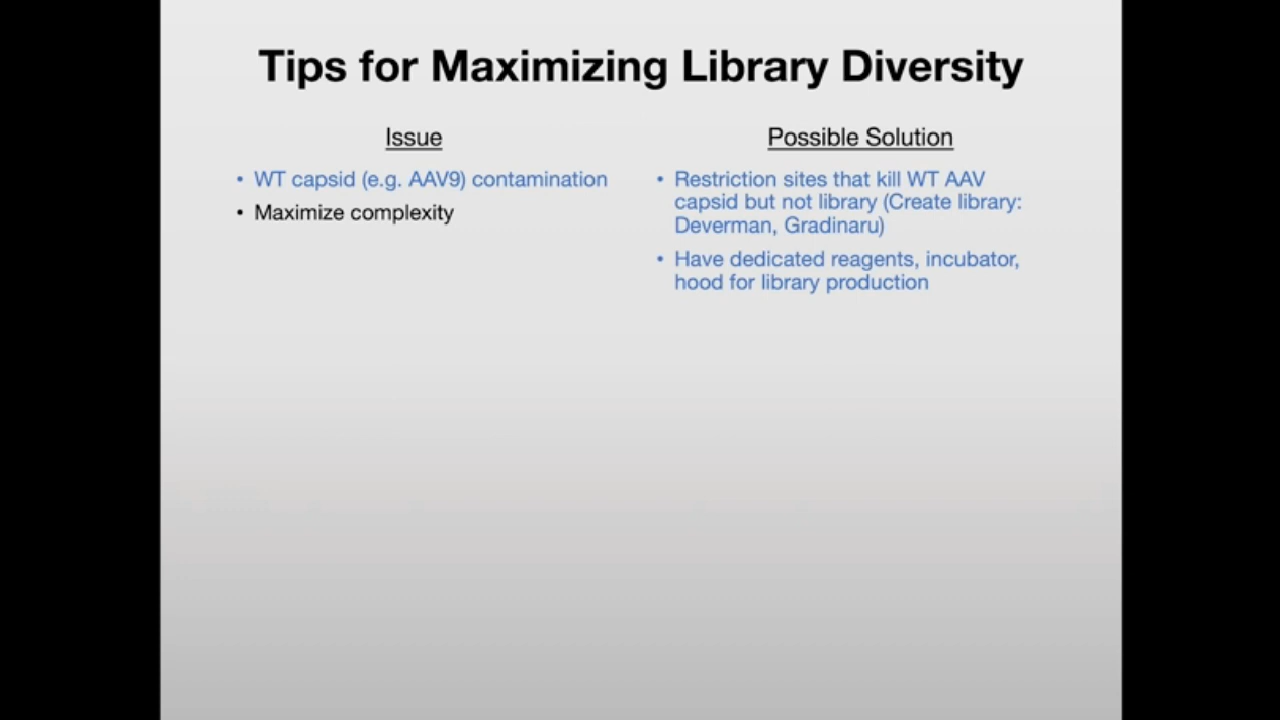 Tips for Maximizing Library Diversity
Issue
• WT capsid (e.g. AAV9) contamination
• Maximize complexity
Possible Solution
• Restriction sites that kill WT AAV
capsid but not library (Create library:
Deverman, Gradinaru)
• Have dedicated reagents, incubator,
hood for library production